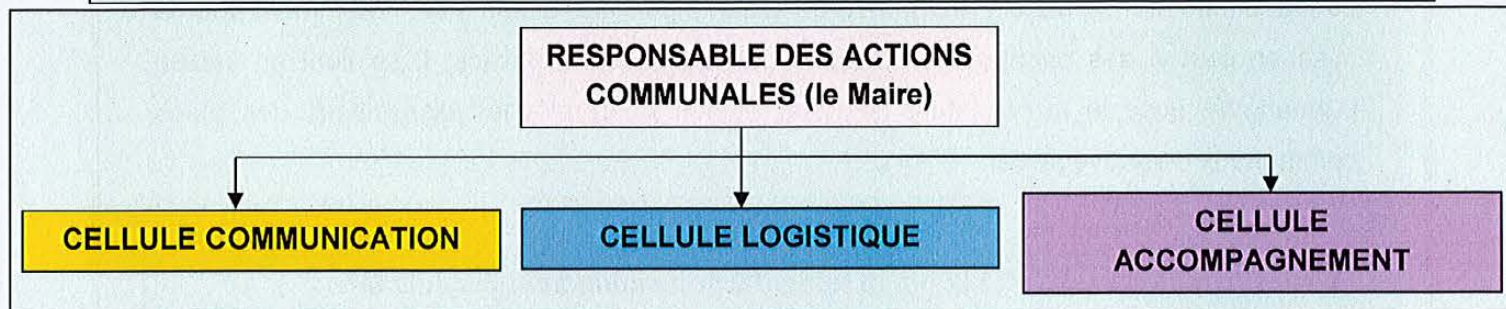 RESPONSABLE DES ACTIONS
COMMUNALES (le Maire)
CELLULE COMMUNICATION
CELLULE LOGISTIQUE
CELLULE
ACCOMPAGNEMENT